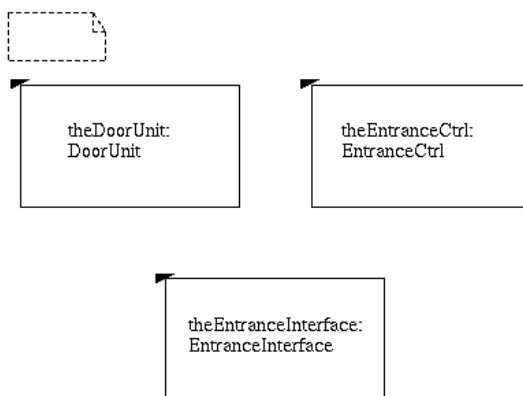 theDoorUnit:
DoorUnit
theEntranceCtrl:
EntranceCtrl
theEntranceInterface:
EntranceInterface